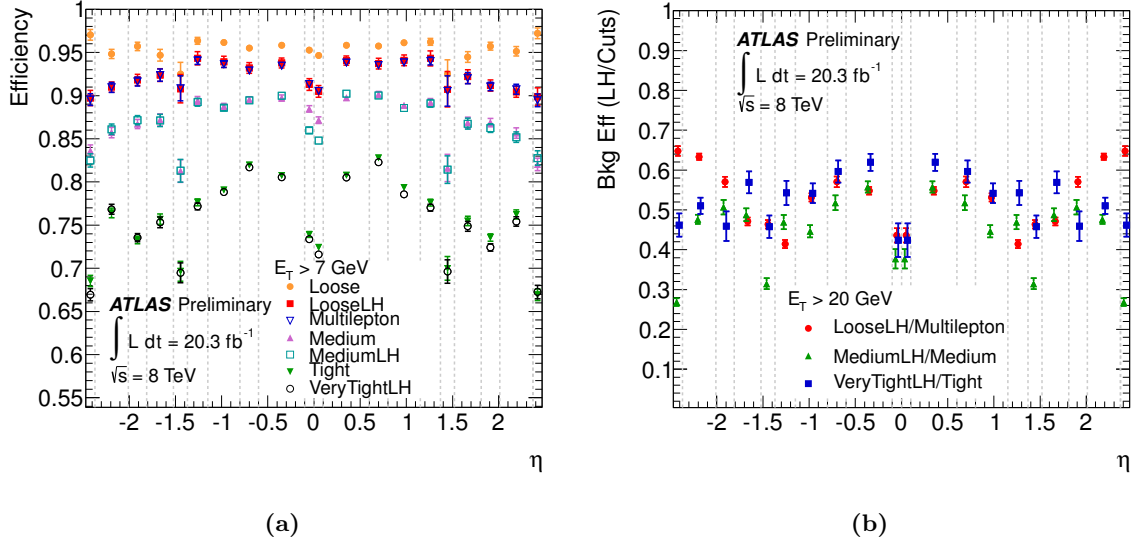 Efficiency
1
0.95
0.9
0.85
0.8
0.75
0.7
0.65
0.6
0.55
E_T > 7 GeV
Loose
LooseLH
Multilepton
Medium
MediumLH
Tight
VeryTightLH
ATLAS Preliminary
∫ L dt = 20.3 fb⁻¹
√s = 8 TeV
-2 -1.5 -1 -0.5 0 0.5 1 1.5 2
η
(a)
Bkg Eff (LH/Cuts)
1
0.9
0.8
0.7
0.6
0.5
0.4
0.3
0.2
0.1
ATLAS Preliminary
∫ L dt = 20.3 fb⁻¹
√s = 8 TeV
E_T > 20 GeV
LooseLH/Multilepton
MediumLH/Medium
VeryTightLH/Tight
-2 -1.5 -1 -0.5 0 0.5 1 1.5 2
η
(b)